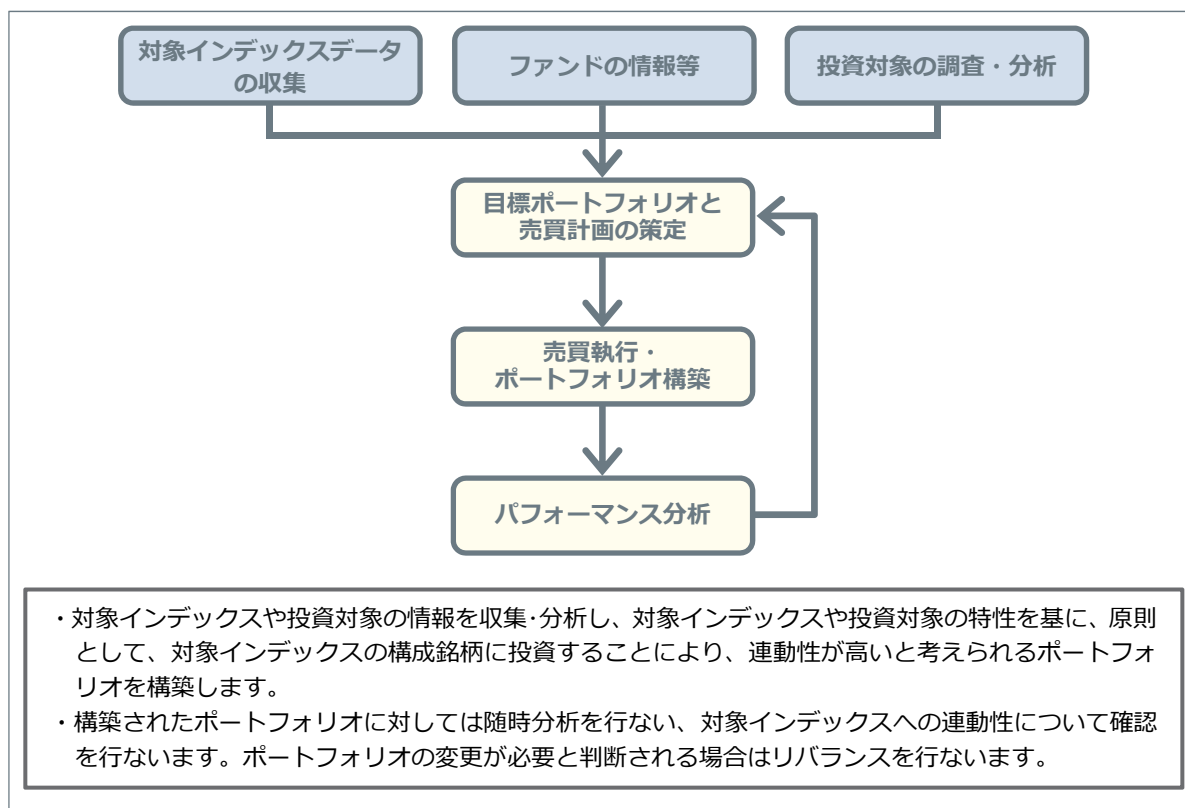 対象インデックスデータ
の収集
ファンドの情報等
投資対象の調査・分析
目標ポートフォリオと
売買計画の策定
売買執行・
ポートフォリオ構築
パフォーマンス分析
・対象インデックスや投資対象の情報を収集･分析し、対象インデックスや投資対象の特性を基に、原則
として、対象インデックスの構成銘柄に投資することにより、連動性が高いと考えられるポートフォ
リオを構築します。
・構築されたポートフォリオに対しては随時分析を行ない、対象インデックスへの連動性について確認
を行ないます。ポートフォリオの変更が必要と判断される場合はリバランスを行ないます。